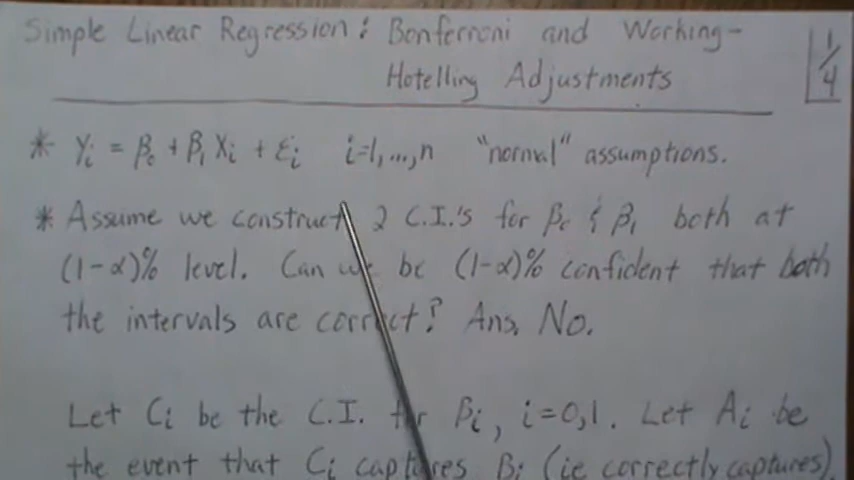 Simple Linear Regression: Bonferroni and Working-
Hotelling Adjustments
1/4
* Yi = β₀ + β₁ Xi + εi i=1,...,n "normal" assumptions.
* Assume we construct 2 C.I.'s for β₀ & β₁ both at
(1-α)% level. Can we be (1-α)% confident that both
the intervals are correct? Ans. No.
Let Ci be the C.I. for βi, i=0,1. Let Ai be
the event that Ci captures βi (ie correctly captures).